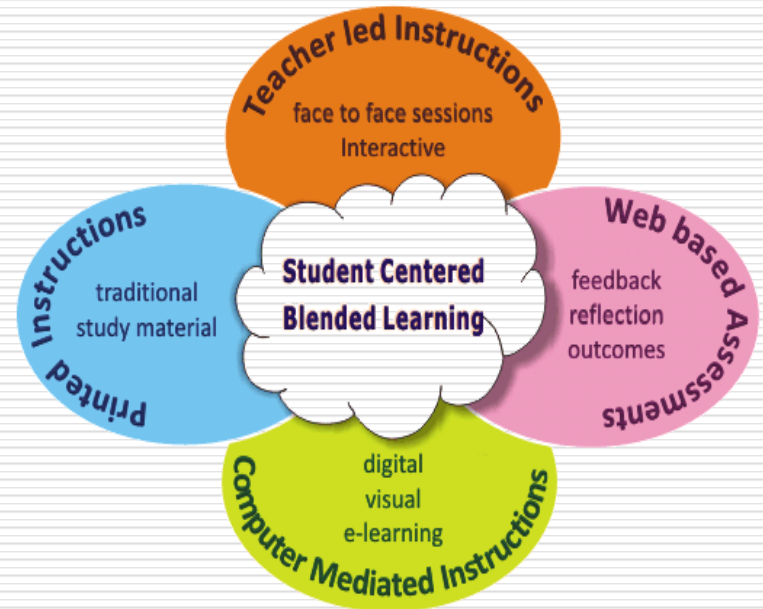 Teacher led Instructions
face to face sessions
Interactive
Printed Instructions
traditional
study material
Student Centered
Blended Learning
Web based Assessments
feedback
reflection
outcomes
digital
visual
e-learning
Computer Mediated Instructions